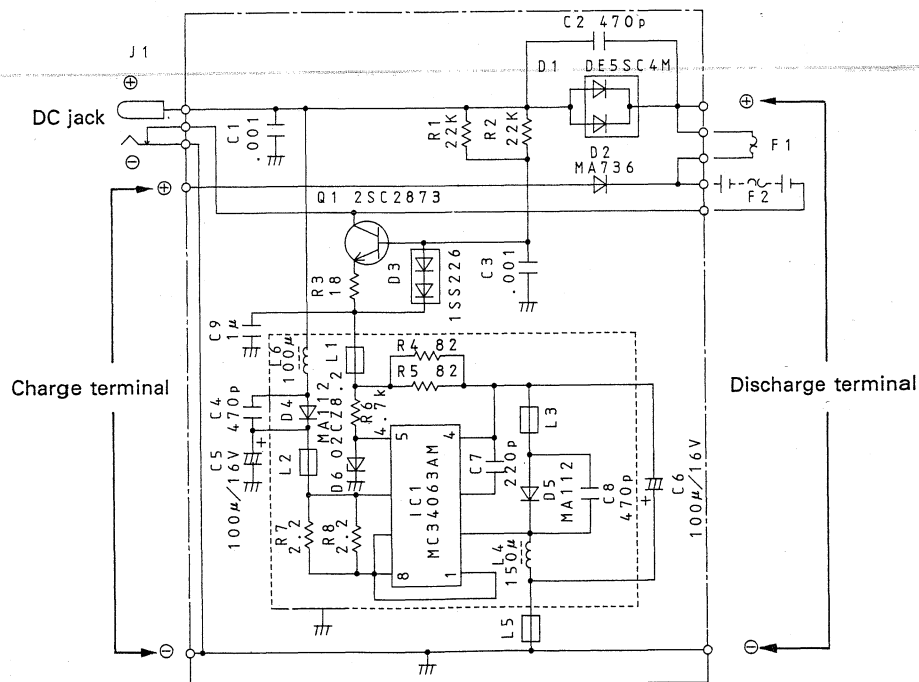 C2 470p
J1
D1 DE5SC4M
⊕
⊕
DC jack
C1 .001
R1 22K
R2 22K
F1
D2
MA736
⊖
⊕
F2
Q1 2SC2873
D3
1SS226
C3 .001
R3 18
C9 1μ
L6 100μ
L1
R4 82
R5 82
Charge terminal
Discharge terminal
C4 470p
D4 MA112
R6 4.7k
L3
C5 100μ/16V
+
L2
D6 02CZ8.2
5
4
C7 220p
IC1
MC34063AM
D5 MA112
C8 470p
C6 100μ/16V
+
R7 2.2
R8 2.2
L4 150μ
8
1
L5
⊖
⊖